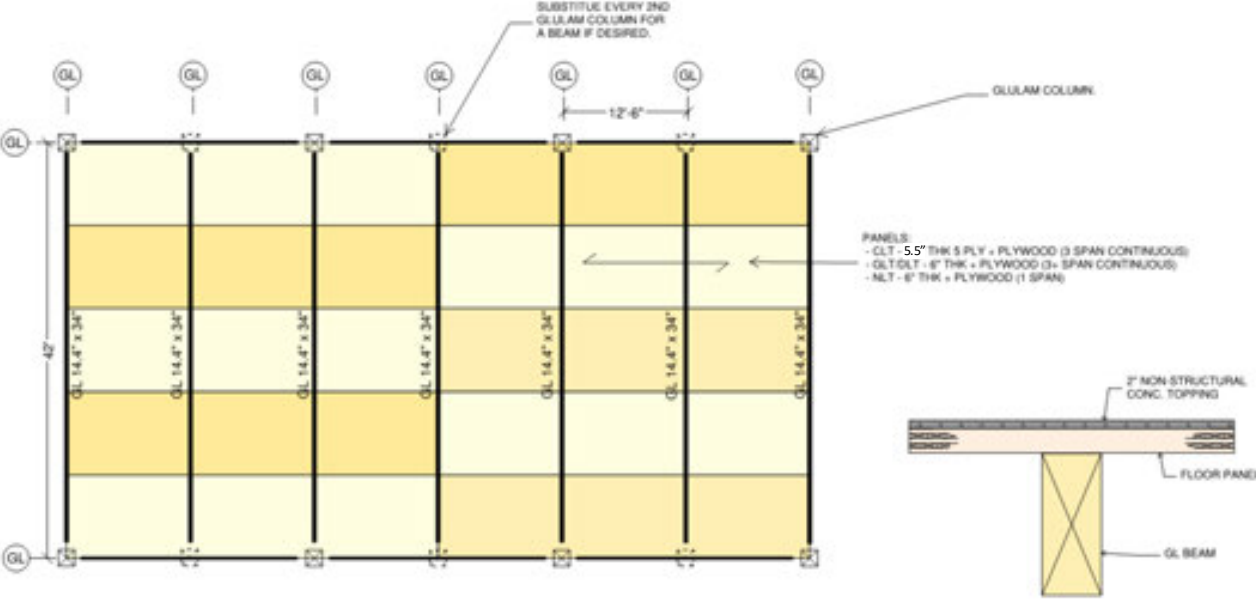 SUBSTITUE EVERY 2ND
GLULAM COLUMN FOR
A BEAM IF DESIRED.
GL
GL
GL
GL
GL
GL
GL
GLULAM COLUMN.
12'-6"
GL
PANELS:
- CLT - 5.5" THK 5 PLY + PLYWOOD (3 SPAN CONTINUOUS)
- GLT/DLT - 6" THK + PLYWOOD (3+ SPAN CONTINUOUS)
- NLT - 6" THK + PLYWOOD (1 SPAN)
42'
GL 14.4" x 34"
GL 14.4" x 34"
GL 14.4" x 34"
GL 14.4" x 34"
GL 14.4" x 34"
GL 14.4" x 34"
GL 14.4" x 34"
2" NON-STRUCTURAL
CONC. TOPPING
FLOOR PANE
GL BEAM
GL